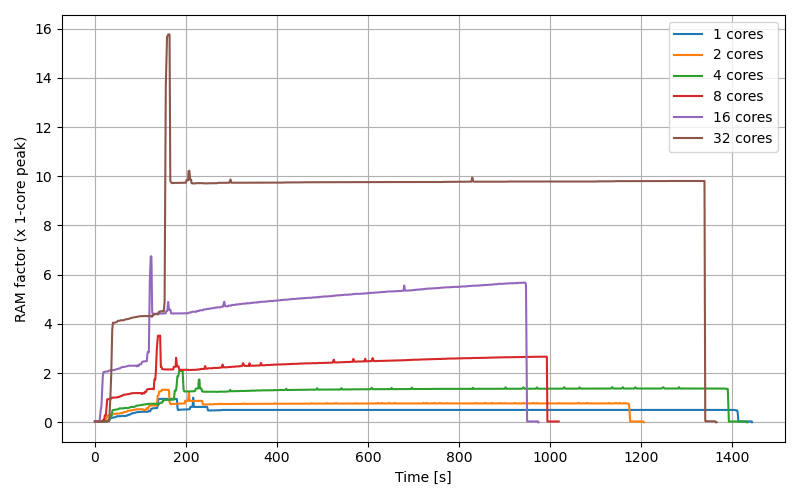 RAM factor (x 1-core peak)
16
14
12
10
8
6
4
2
0
1 cores
2 cores
4 cores
8 cores
16 cores
32 cores
0 200 400 600 800 1000 1200 1400
Time [s]